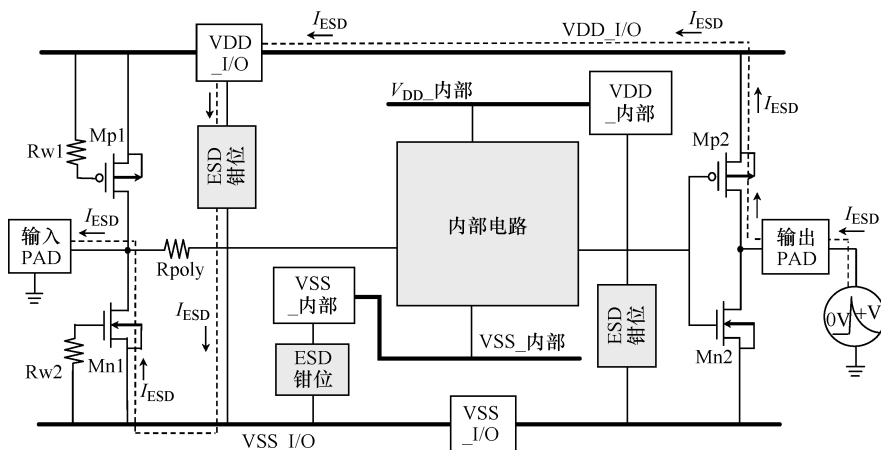 I_ESD
I_ESD
VDD
_I/O
VDD_I/O
V_DD_内部
VDD
_内部
I_ESD
Mp1
Mp2
Rw1
ESD
钳位
内部电路
I_ESD
I_ESD
输入
PAD
输出
PAD
Rpoly
VSS
_内部
I_ESD
0V
+V
ESD
钳位
VSS_内部
ESD
钳位
Rw2
Mn1
Mn2
I_ESD
VSS_I/O
VSS
_I/O